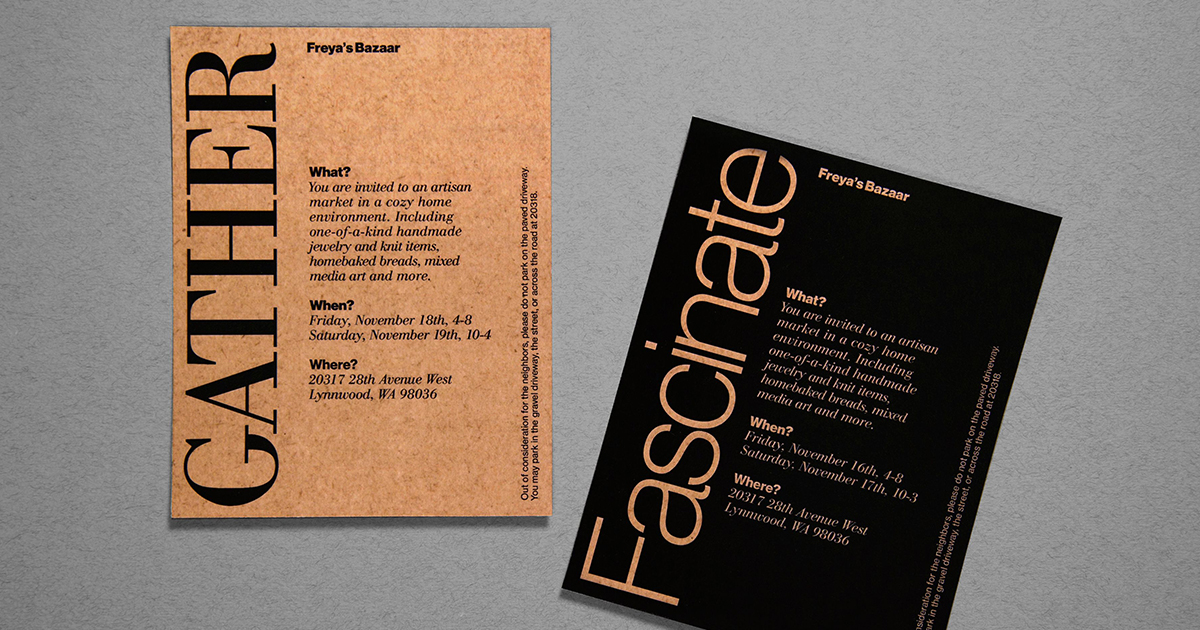 GATHER
Freya's Bazaar
What?
You are invited to an artisan
market in a cozy home
environment. Including
one-of-a-kind handmade
jewelry and knit items,
homebaked breads, mixed
media art and more.
When?
Friday, November 18th, 4-8
Saturday, November 19th, 10-4
Where?
20317 28th Avenue West
Lynnwood, WA 98036
Out of consideration for the neighbors, please do not park on the paved driveway.
You may park in the gravel driveway, the street, or across the road at 20318.
Fascinate
Freya's Bazaar
What?
You are invited to an artisan
market in a cozy home
environment. Including
one-of-a-kind handmade
jewelry and knit items,
homebaked breads, mixed
media art and more.
When?
Friday, November 16th, 4-8
Saturday, November 17th, 10-3
Where?
20317 28th Avenue West
Lynnwood, WA 98036
for the neighbors, please do not park on the paved driveway.
in the gravel driveway, the street, or across the road at 20318.